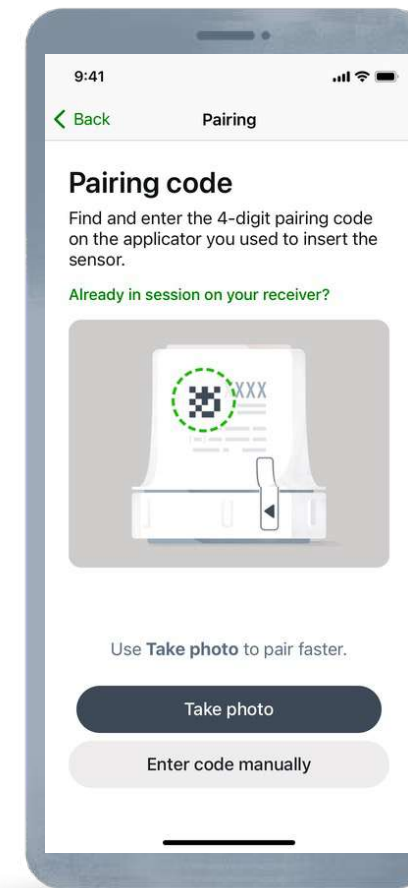 9:41
Back
Pairing
Pairing code
Find and enter the 4-digit pairing code
on the applicator you used to insert the
sensor.
Already in session on your receiver?
XXX
Use Take photo to pair faster.
Take photo
Enter code manually